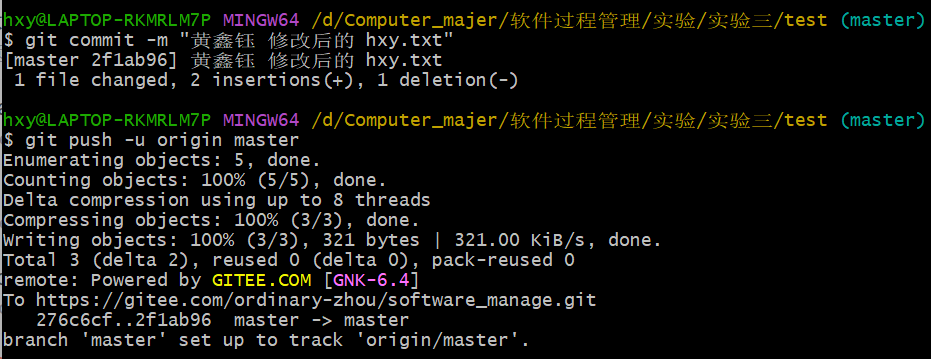 hxy@LAPTOP-RKMRLM7P MINGW64 /d/Computer_majer/软件过程管理/实验/实验三/test (master)
$ git commit -m "黄鑫钰 修改后的 hxy.txt"
[master 2f1ab96] 黄鑫钰 修改后的 hxy.txt
 1 file changed, 2 insertions(+), 1 deletion(-)
hxy@LAPTOP-RKMRLM7P MINGW64 /d/Computer_majer/软件过程管理/实验/实验三/test (master)
$ git push -u origin master
Enumerating objects: 5, done.
Counting objects: 100% (5/5), done.
Delta compression using up to 8 threads
Compressing objects: 100% (3/3), done.
Writing objects: 100% (3/3), 321 bytes | 321.00 KiB/s, done.
Total 3 (delta 2), reused 0 (delta 0), pack-reused 0
remote: Powered by GITEE.COM [GNK-6.4]
To https://gitee.com/ordinary-zhou/software_manage.git
   276c6cf..2f1ab96  master -> master
branch 'master' set up to track 'origin/master'.